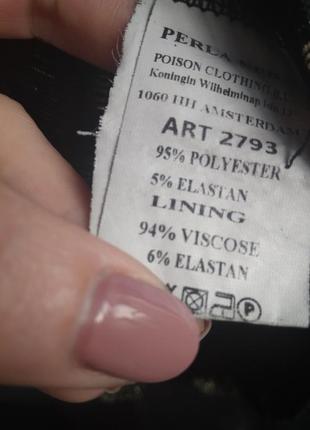 PERLA
POISON CLOTHING
Koningin Wilhelminap
1060 HH AMSTERDAM
ART 2793
95% POLYESTER
5% ELASTAN
LINING
94% VISCOSE
6% ELASTAN
P